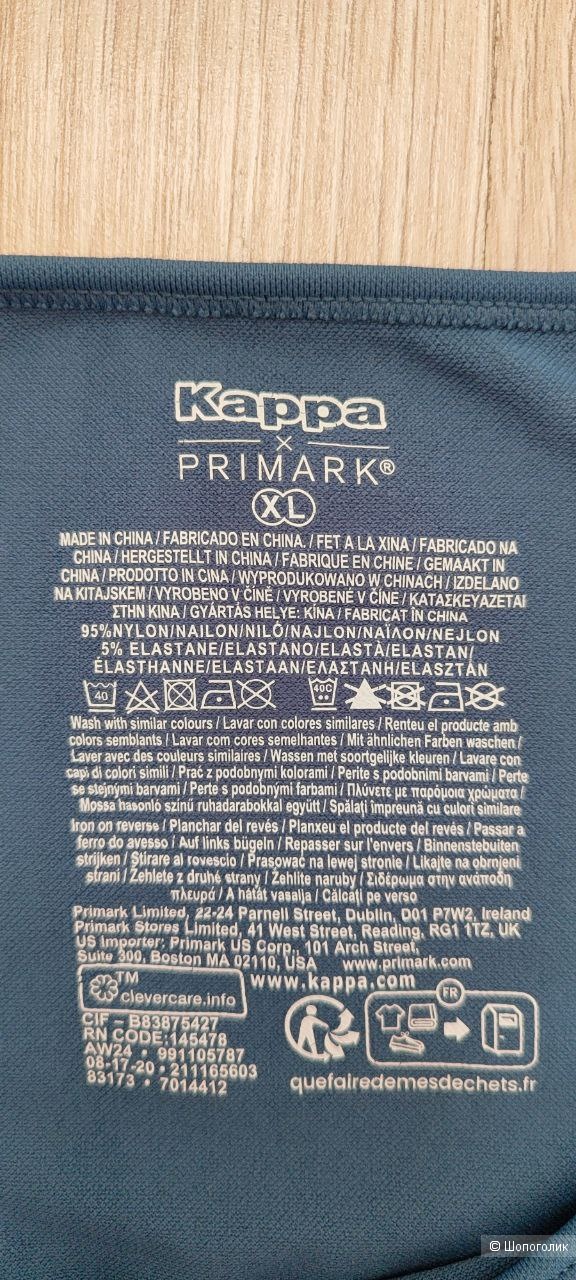 Kappa
×
PRIMARK®
XL
MADE IN CHINA / FABRICADO EN CHINA. / FET A LA XINA / FABRICADO NA
CHINA / HERGESTELLT IN CHINA / FABRIQUE EN CHINE / GEMAAKT IN
CHINA / PRODOTTO IN CINA / WYPRODUKOWANO W CHINACH / IZDELANO
NA KITAJSKEM / VYROBENO V ČÍNĚ / VYROBENÉ V ČÍNE / ΚΑΤΑΣΚΕΥΑΖΕΤΑΙ
ΣΤΗΝ ΚΙΝΑ / GYÁRTÁS HELYE: KÍNA / FABRICAT ÎN CHINA
95%NYLON/NAILON/NILÓ/NAJLON/ΝΑΪΛΟΝ/NEJLON
5% ELASTANE/ELASTANO/ELASTÀ/ELASTAN/
ÉLASTHANNE/ELASTAAN/ΕΛΑΣΤΑΝΗ/ELASZTÁN
40 40C
Wash with similar colours / Lavar con colores similares / Renteu el producte amb
colors semblants / Lavar com cores semelhantes / Mit ähnlichen Farben waschen /
Laver avec des couleurs similaires / Wassen met soortgelijke kleuren / Lavare con
capi di colori simili / Prać z podobnymi kolorami / Perite s podobnimi barvami / Perte
se stejnými barvami / Perte s podobnými farbami / Πλύνετε με παρόμοια χρώματα /
Mossa hasonló színű ruhadarabokkal együtt / Spălați împreună cu culori similare
Iron on reverse / Planchar del revés / Planxeu el producte del revés / Passar a
ferro do avesso / Auf links bügeln / Repasser sur l'envers / Binnenstebuiten
strijken / Stirare al rovescio / Prasować na lewej stronie / Likajte na obrnjeni
strani / Žehlete z druhé strany / Žehlite naruby / Σιδέρωμα στην ανάποδη
πλευρά / A hátát vasalja / Călcați pe verso
Primark Limited, 22-24 Parnell Street, Dublin, D01 P7W2, Ireland
Primark Stores Limited, 41 West Street, Reading, RG1 1TZ, UK
US Importer: Primark US Corp., 101 Arch Street,
Suite 300, Boston MA 02110, USA www.primark.com
www.kappa.com
TM
clevercare.info
FR
CIF - B83875427
RN CODE:145478
AW24 • 991105787
08-17-20 • 211165603
83173 • 7014412
quefairedemesdechets.fr
© Шопоголик